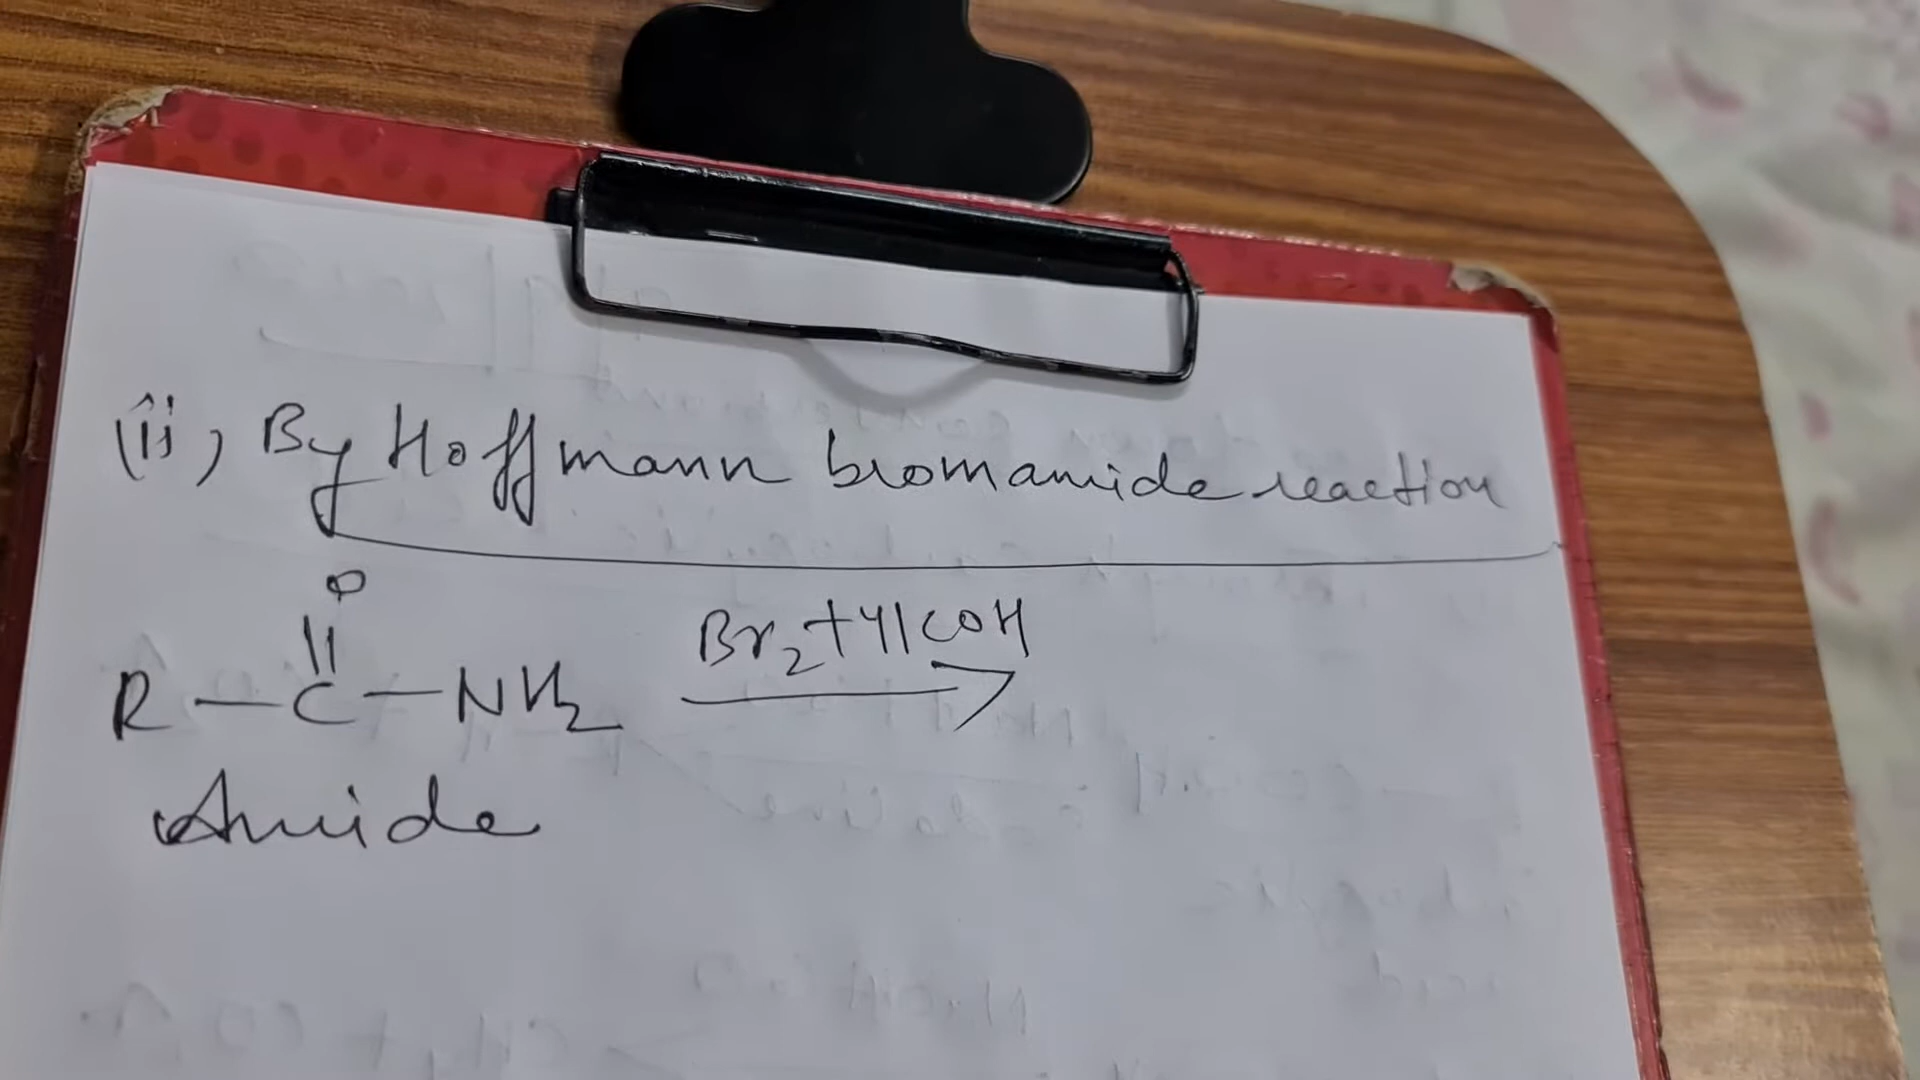 (ii) By Hoffmann bromamide reaction
O
||
R-C-NH2 Br2+4KOH →
Amide